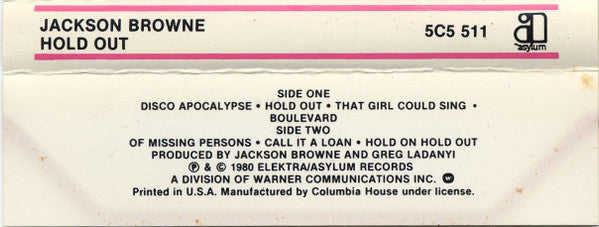 JACKSON BROWNE
HOLD OUT
5C5 511
asylum
SIDE ONE
DISCO APOCALYPSE • HOLD OUT • THAT GIRL COULD SING •
BOULEVARD
SIDE TWO
OF MISSING PERSONS • CALL IT A LOAN • HOLD ON HOLD OUT
PRODUCED BY JACKSON BROWNE AND GREG LADANYI
℗ & © 1980 ELEKTRA/ASYLUM RECORDS
A DIVISION OF WARNER COMMUNICATIONS INC. W
Printed in U.S.A. Manufactured by Columbia House under license.